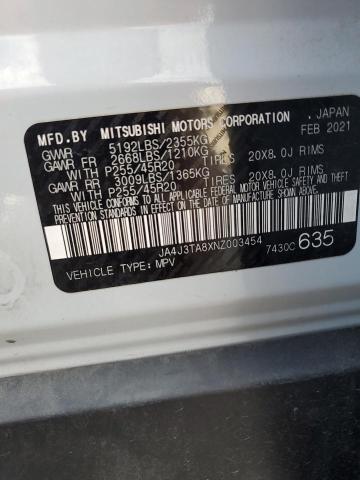 MFD.BY MITSUBISHI MOTORS CORPORATION , JAPAN
GVWR 5192LBS/2355KG FEB 2021
GAWR FR 2668LBS/1210KG
WITH P255/45R20 TIRES 20X8.0J RIMS
GAWR RR 3009LBS/1365KG
WITH P255/45R20 TIRES 20X8.0J RIMS
THIS VEHICLE CONFORMS TO ALL APPLICABLE FEDERAL MOTOR VEHICLE SAFETY AND THEFT
PREVENTION STANDARDS IN EFFECT ON THE DATE OF MANUFACTURE SHOWN ABOVE.
JA4J3TA8XNZ003454
VEHICLE TYPE: MPV 7430C 635